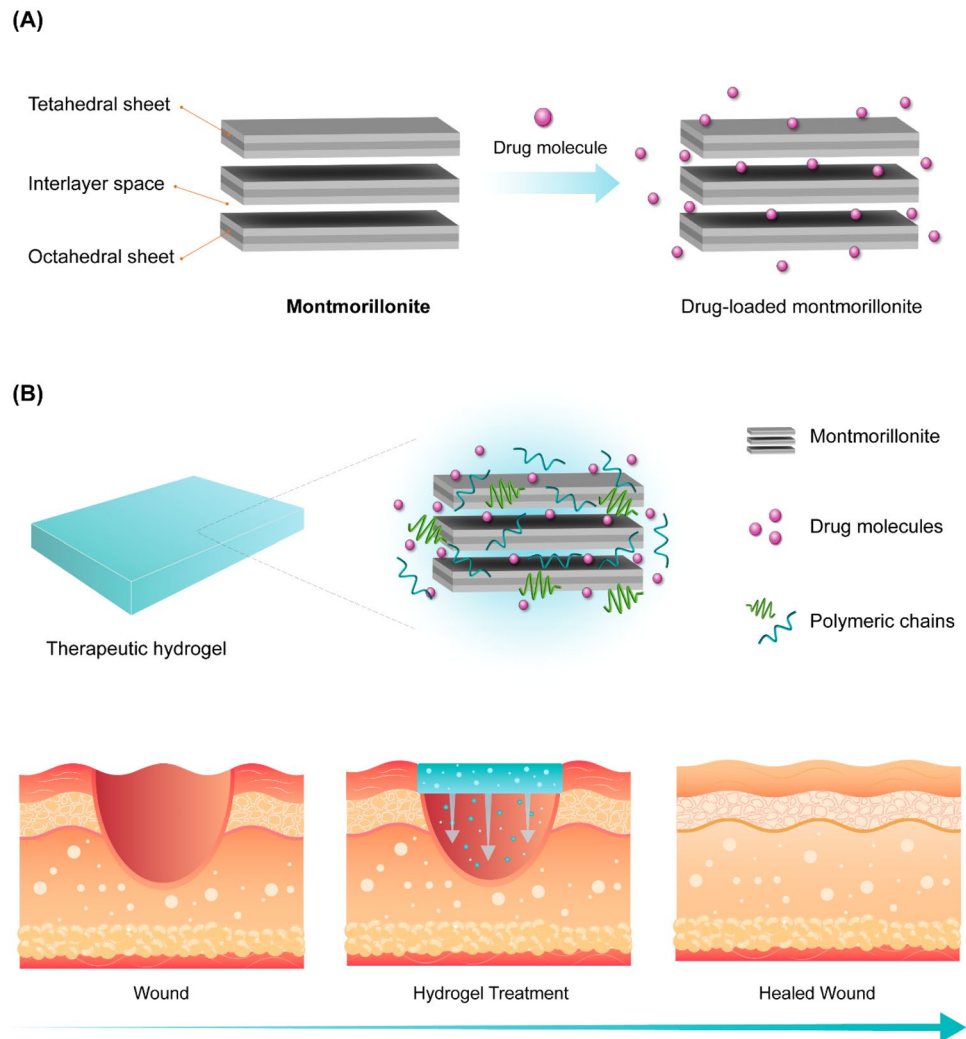 (A)
Tetahedral sheet
Interlayer space
Octahedral sheet
Drug molecule
Montmorillonite
Drug-loaded montmorillonite
(B)
Therapeutic hydrogel
Montmorillonite
Drug molecules
Polymeric chains
Wound
Hydrogel Treatment
Healed Wound